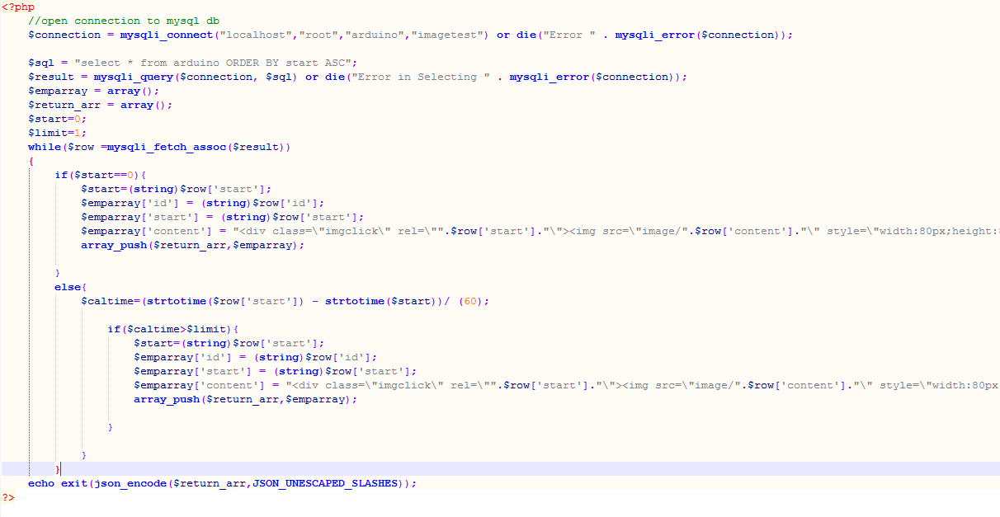 <?php
//open connection to mysql db
$connection = mysqli_connect("localhost","root","arduino","imagetest") or die("Error " . mysqli_error($connection));
$sql = "select * from arduino ORDER BY start ASC";
$result = mysqli_query($connection, $sql) or die("Error in Selecting " . mysqli_error($connection));
$emparray = array();
$return_arr = array();
$start=0;
$limit=1;
while($row =mysqli_fetch_assoc($result))
{
if($start==0){
$start=(string)$row['start'];
$emparray['id'] = (string)$row['id'];
$emparray['start'] = (string)$row['start'];
$emparray['content'] = "<div class=\"imgclick\" rel=\"".$row['start']."\"><img src=\"image/".$row['content']."\" style=\"width:80px;height:
array_push($return_arr,$emparray);
}
else{
$caltime=(strtotime($row['start']) - strtotime($start))/ (60);
if($caltime>$limit){
$start=(string)$row['start'];
$emparray['id'] = (string)$row['id'];
$emparray['start'] = (string)$row['start'];
$emparray['content'] = "<div class=\"imgclick\" rel=\"".$row['start']."\"><img src=\"image/".$row['content']."\" style=\"width:80px
array_push($return_arr,$emparray);
}
}
}
echo exit(json_encode($return_arr,JSON_UNESCAPED_SLASHES));
?>